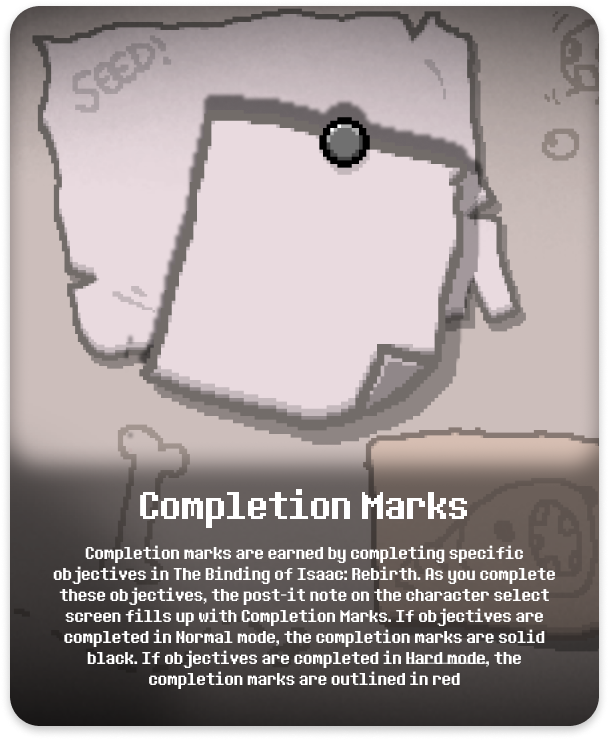 SEED!
Completion Marks
Completion marks are earned by completing specific
objectives in The Binding of Isaac: Rebirth. As you complete
these objectives, the post-it note on the character select
screen fills up with Completion Marks. If objectives are
completed in Normal mode, the completion marks are solid
black. If objectives are completed in Hard mode, the
completion marks are outlined in red